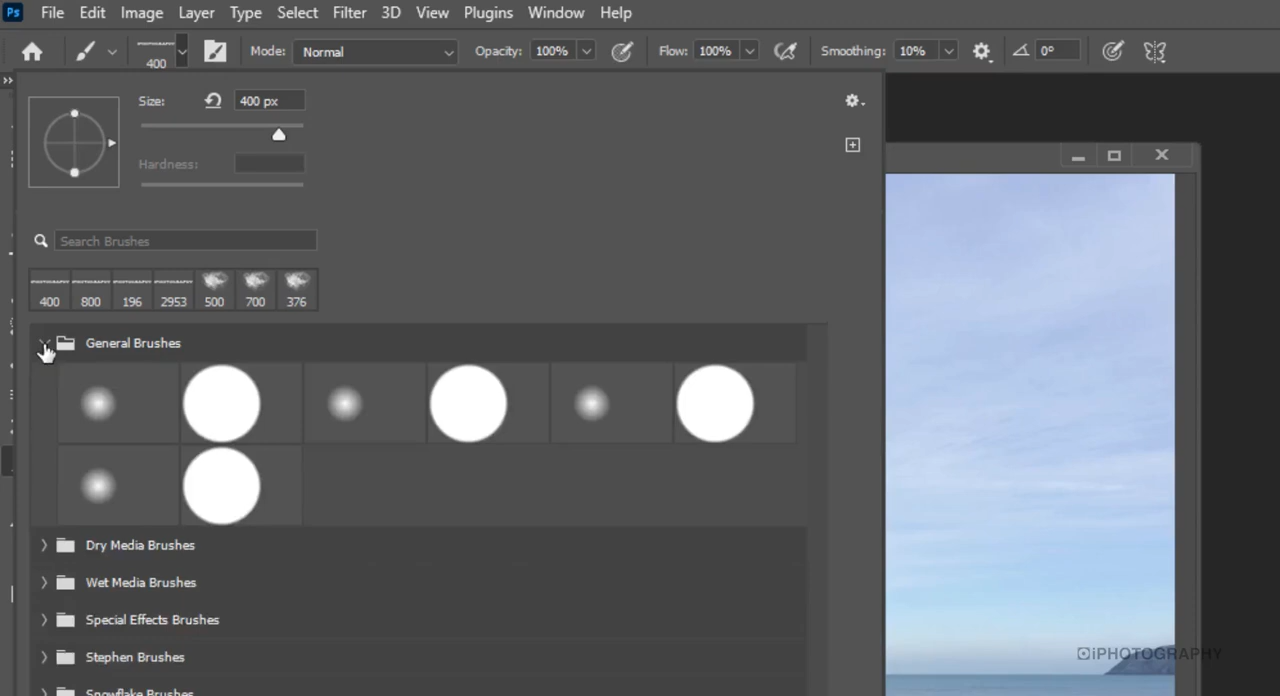 Ps File Edit Image Layer Type Select Filter 3D View Plugins Window Help
400 Mode: Normal Opacity: 100% Flow: 100% Smoothing: 10% 0°
Size: 400 px
Hardness:
Search Brushes
400 800 196 2953 500 700 376
General Brushes
Dry Media Brushes
Wet Media Brushes
Special Effects Brushes
Stephen Brushes
iPHOTOGRAPHY
Snowflake Brushes